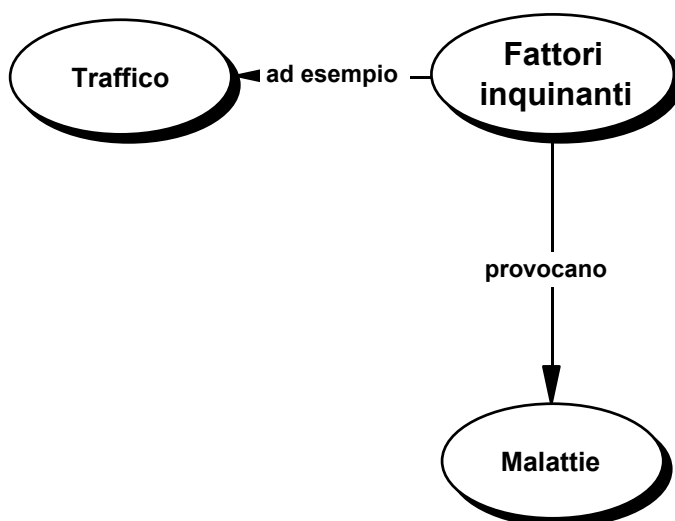 Traffico
ad esempio
Fattori
inquinanti
provocano
Malattie